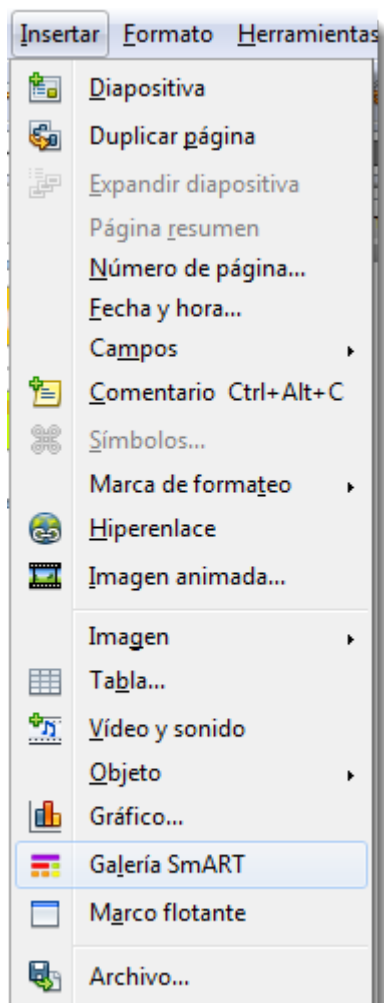 Insertar Formato Herramientas
Diapositiva
Duplicar página
Expandir diapositiva
Página resumen
Número de página...
Fecha y hora...
Campos
Comentario Ctrl+Alt+C
Símbolos...
Marca de formateo
Hiperenlace
Imagen animada...
Imagen
Tabla...
Vídeo y sonido
Objeto
Gráfico...
Galería SmART
Marco flotante
Archivo...